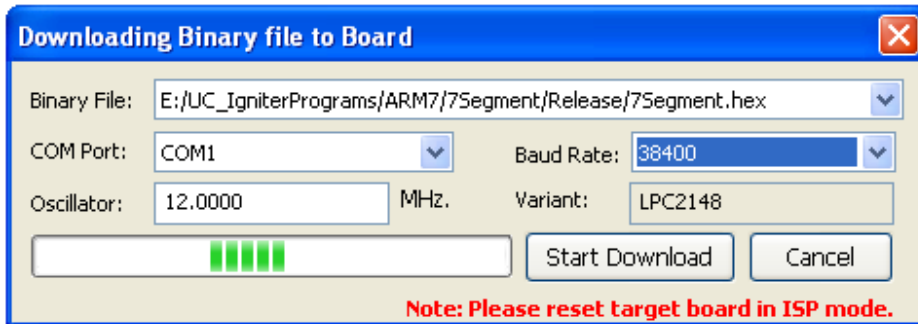 Downloading Binary file to Board
Binary File: E:/UC_IgniterPrograms/ARM7/7Segment/Release/7Segment.hex
COM Port: COM1 Baud Rate: 38400
Oscillator: 12.0000 MHz. Variant: LPC2148
Start Download Cancel
Note: Please reset target board in ISP mode.